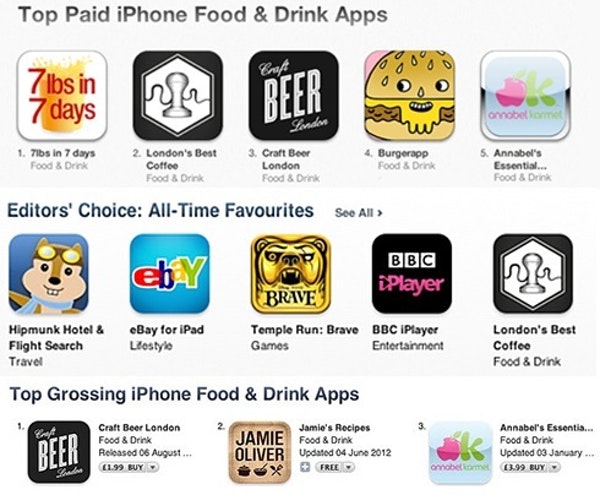 Top Paid iPhone Food & Drink Apps
7lbs in
7 days
Craft
BEER
London
k
annabel karmel
1. 7lbs in 7 days
Food & Drink
2. London's Best
Coffee
Food & Drink
3. Craft Beer
London
Food & Drink
4. Burgerapp
Food & Drink
5. Annabel's
Essential...
Food & Drink
Editors' Choice: All-Time Favourites See All >
ebay
BRAVE
BBC
iPlayer
Hipmunk Hotel &
Flight Search
Travel
eBay for iPad
Lifestyle
Temple Run: Brave
Games
BBC iPlayer
Entertainment
London's Best
Coffee
Food & Drink
Top Grossing iPhone Food & Drink Apps
1.
Craft
BEER
London
Craft Beer London
Food & Drink
Released 06 August ...
£1.99 BUY
2.
JAMIE
OLIVER
Jamie's Recipes
Food & Drink
Updated 04 June 2012
+ FREE
3.
k
annabel karmel
Annabel's Essentia...
Food & Drink
Updated 03 January ...
£3.99 BUY